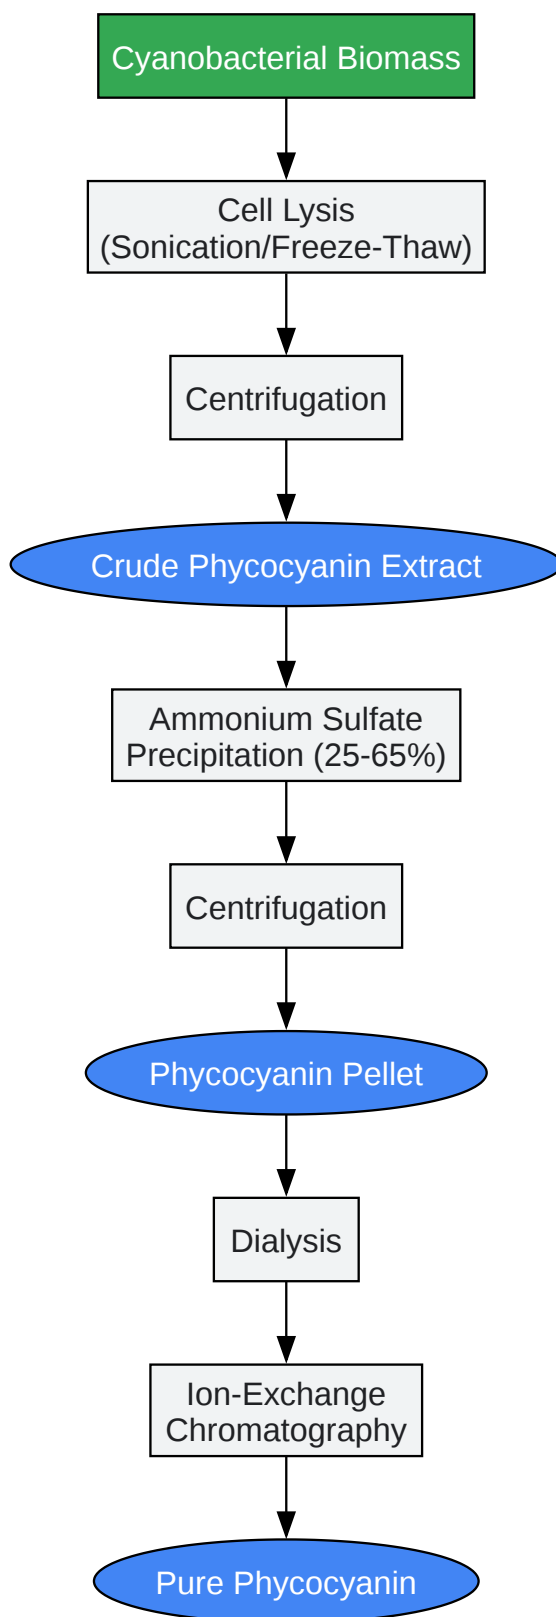 Cyanobacterial Biomass
Cell Lysis
(Sonication/Freeze-Thaw)
Centrifugation
Crude Phycocyanin Extract
Ammonium Sulfate
Precipitation (25-65%)
Centrifugation
Phycocyanin Pellet
Dialysis
Ion-Exchange
Chromatography
Pure Phycocyanin